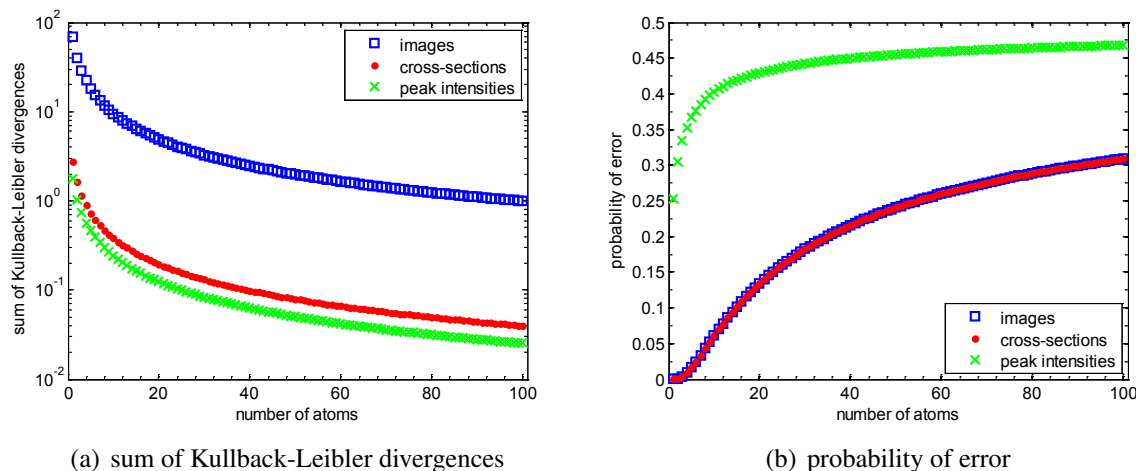 10^2
10^1
10^0
10^-1
10^-2
0
20
40
60
80
100
sum of Kullback-Leibler divergences
number of atoms
images
cross-sections
peak intensities
(a) sum of Kullback-Leibler divergences
0.5
0.45
0.4
0.35
0.3
0.25
0.2
0.15
0.1
0.05
0
0
20
40
60
80
100
probability of error
number of atoms
images
cross-sections
peak intensities
(b) probability of error